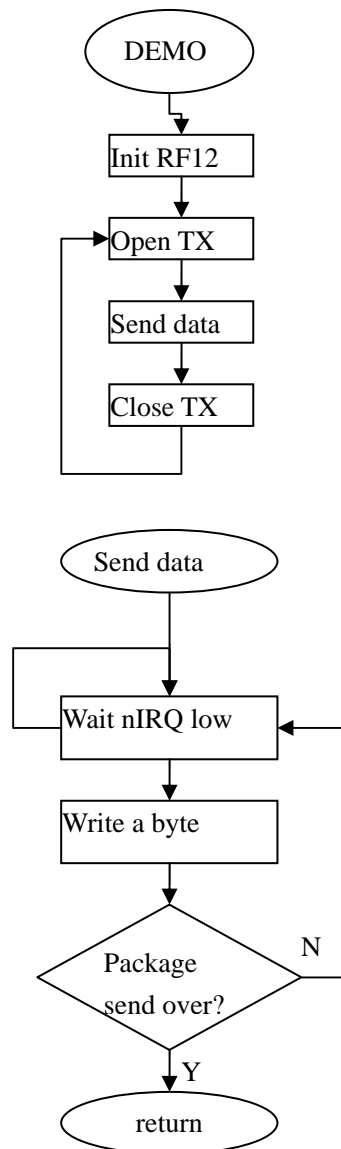 DEMO
Init RF12
Open TX
Send data
Close TX
Send data
Wait nIRQ low
Write a byte
Package
send over?
N
Y
return